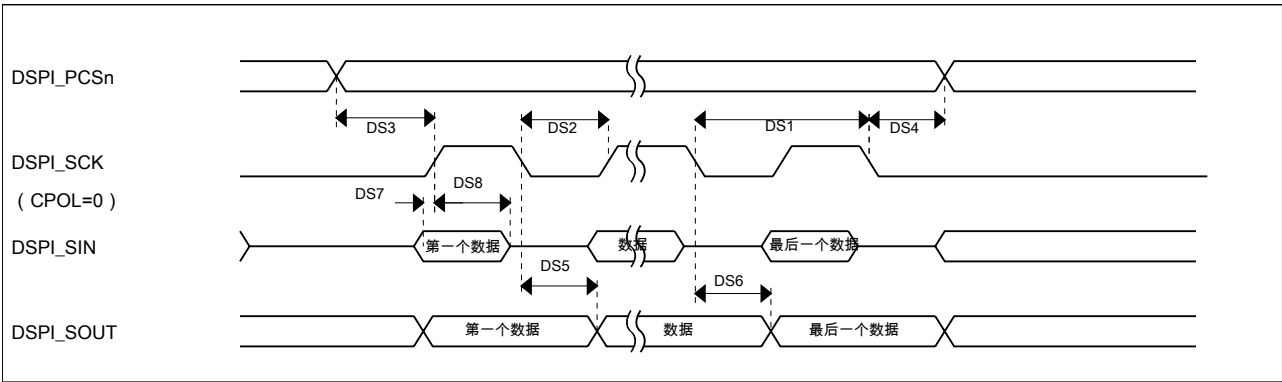 DSPI_PCSn
DS3
DS2
DS1
DS4
DSPI_SCK
（CPOL=0）
DS7
DS8
DSPI_SIN
第一个数据
数据
最后一个数据
DS5
DS6
DSPI_SOUT
第一个数据
数据
最后一个数据